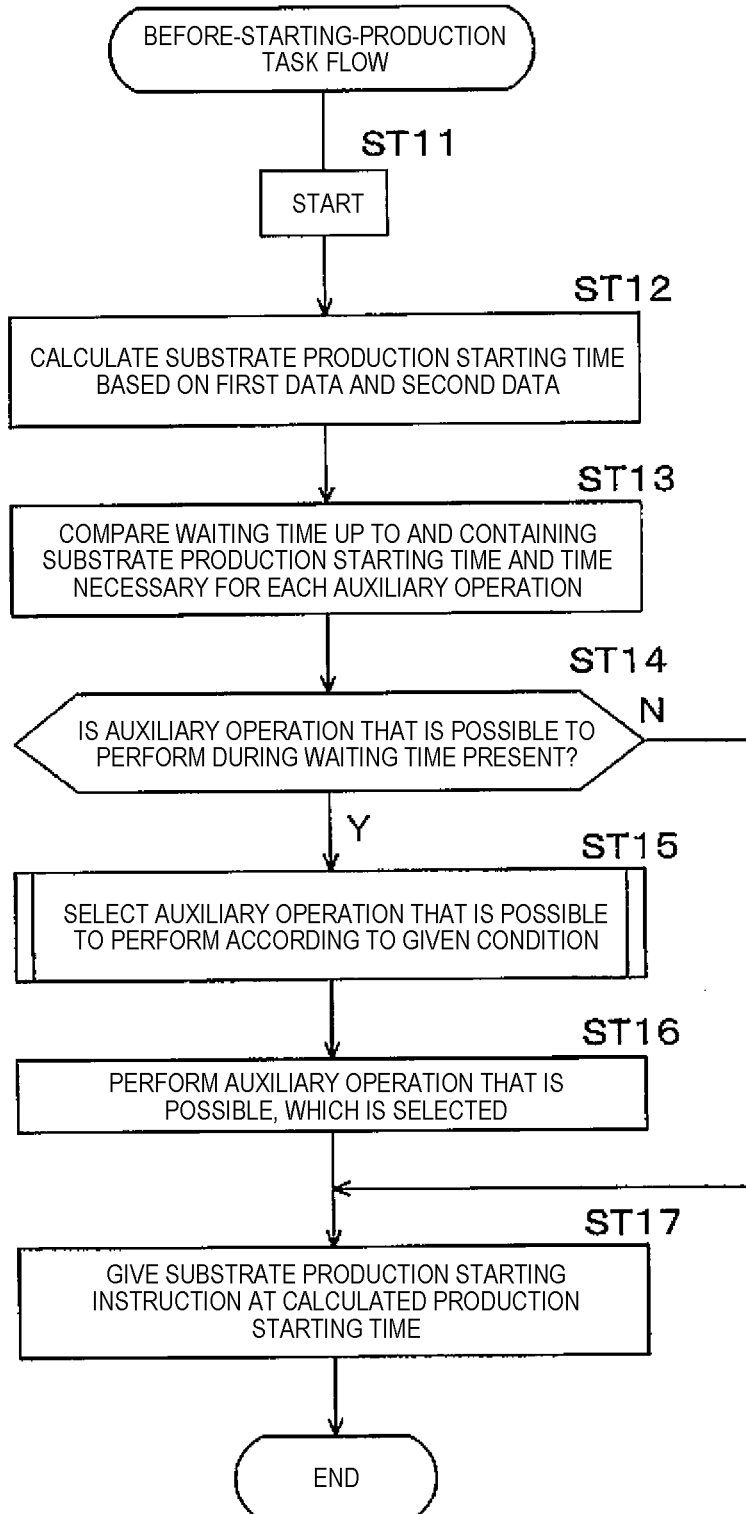 BEFORE-STARTING-PRODUCTION
TASK FLOW
ST11
START
ST12
CALCULATE SUBSTRATE PRODUCTION STARTING TIME
BASED ON FIRST DATA AND SECOND DATA
ST13
COMPARE WAITING TIME UP TO AND CONTAINING
SUBSTRATE PRODUCTION STARTING TIME AND TIME
NECESSARY FOR EACH AUXILIARY OPERATION
ST14
IS AUXILIARY OPERATION THAT IS POSSIBLE TO
PERFORM DURING WAITING TIME PRESENT?
N
Y
ST15
SELECT AUXILIARY OPERATION THAT IS POSSIBLE
TO PERFORM ACCORDING TO GIVEN CONDITION
ST16
PERFORM AUXILIARY OPERATION THAT IS
POSSIBLE, WHICH IS SELECTED
ST17
GIVE SUBSTRATE PRODUCTION STARTING
INSTRUCTION AT CALCULATED PRODUCTION
STARTING TIME
END